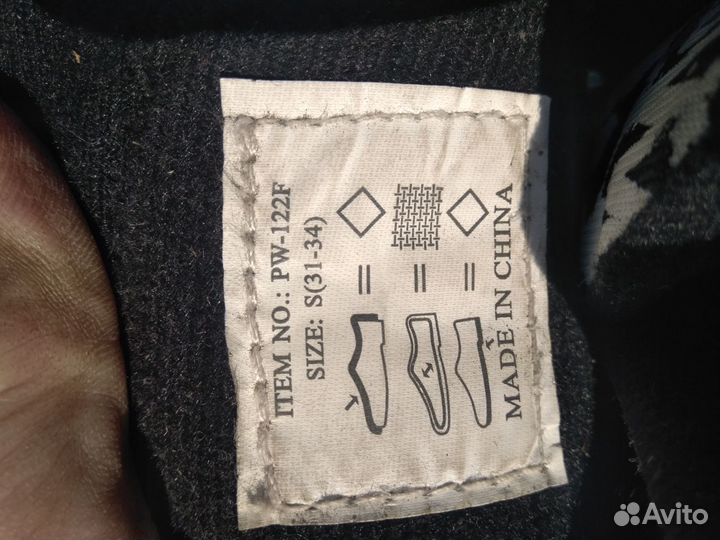 ITEM NO.: PW-122F
SIZE: S(31-34)
MADE IN CHINA
Avito